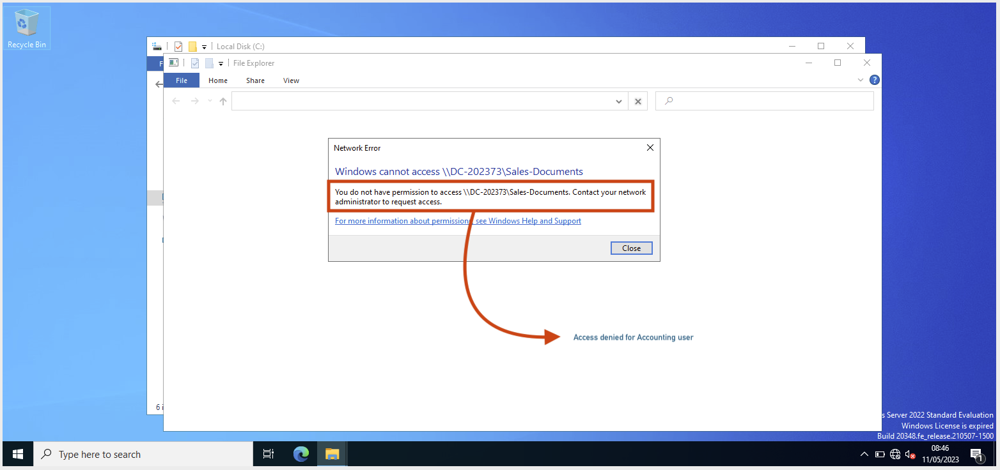 Recycle Bin
Local Disk (C:)
File Explorer
File
Home
Share
View
Network Error
Windows cannot access \\DC-202373\Sales-Documents
You do not have permission to access \\DC-202373\Sales-Documents. Contact your network
administrator to request access.
For more information about permissions, see Windows Help and Support
Close
Access denied for Accounting user
6 i
s Server 2022 Standard Evaluation
Windows License is expired
Build 20348.fe_release.210507-1500
Type here to search
08:46
11/05/2023
1